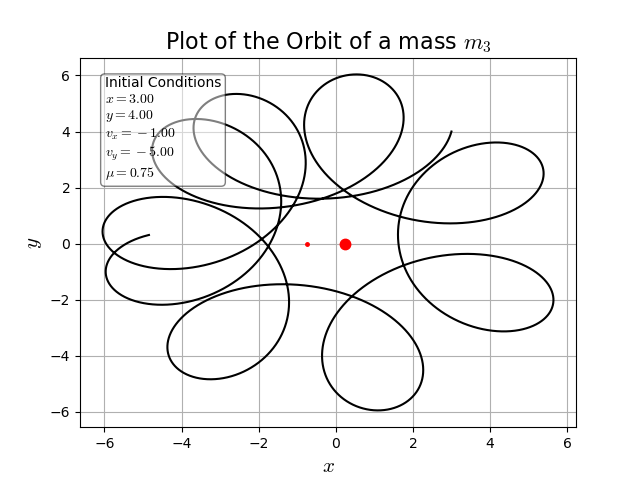 Plot of the Orbit of a mass m₃
Initial Conditions
x = 3.00
y = 4.00
vₓ = −1.00
v_y = −5.00
μ = 0.75
6
4
2
0
−2
−4
−6
y
−6 −4 −2 0 2 4 6
x